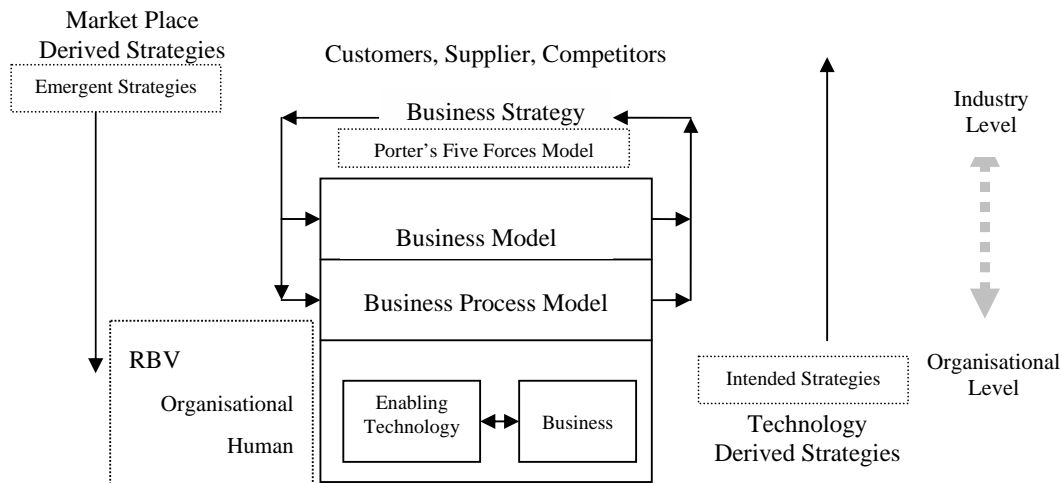 Market Place
Derived Strategies
Emergent Strategies
Customers, Supplier, Competitors
Business Strategy
Porter’s Five Forces Model
Business Model
Business Process Model
RBV
Organisational
Human
Enabling
Technology
Business
Industry
Level
Organisational
Level
Intended Strategies
Technology
Derived Strategies